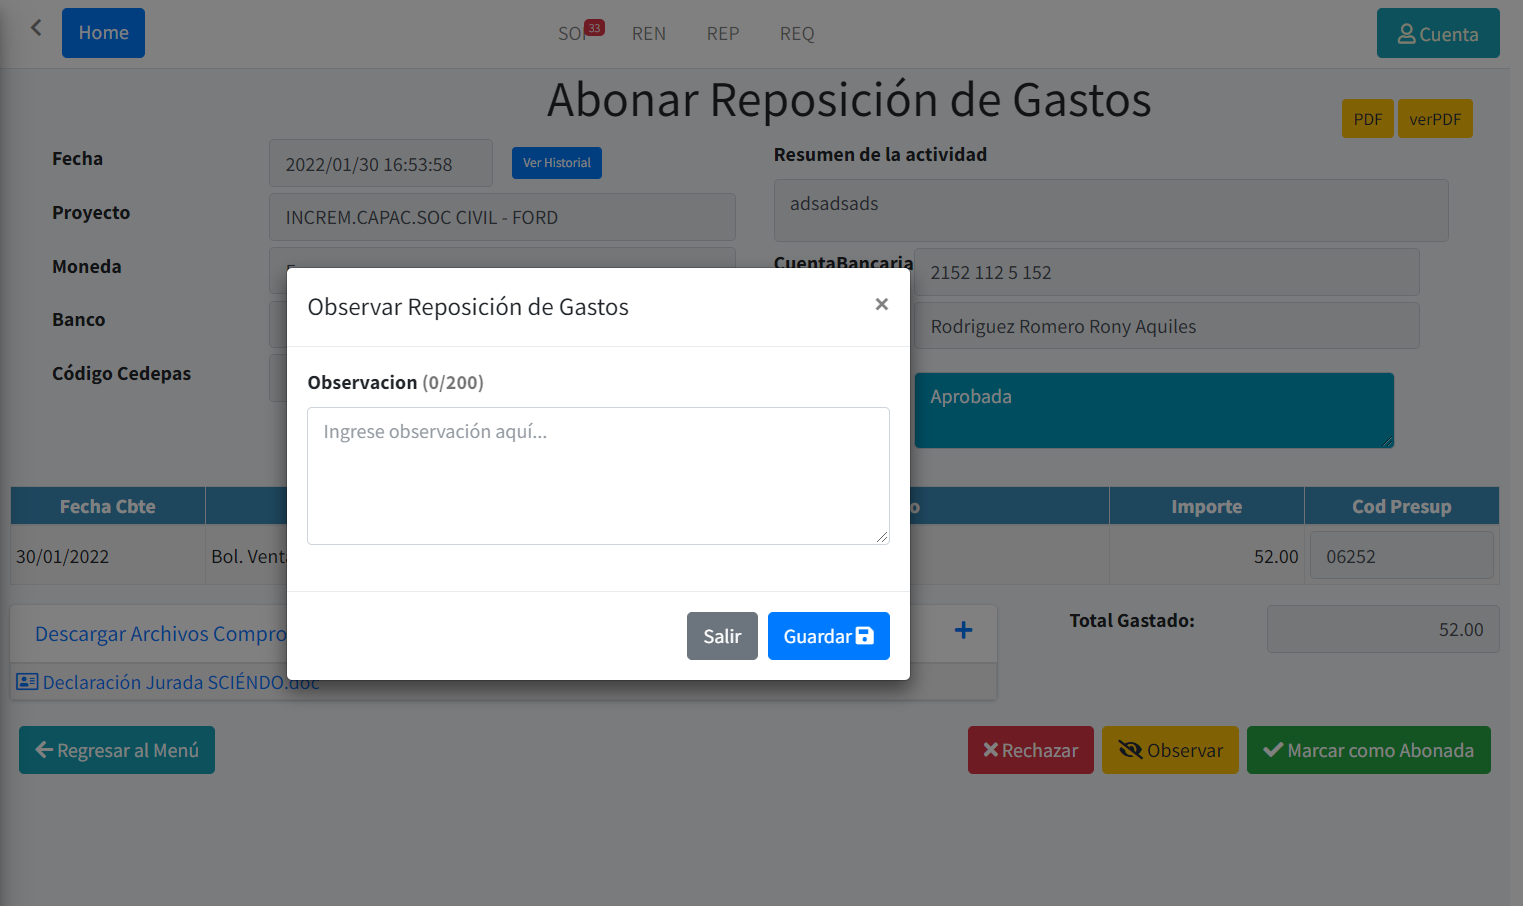 Home
33
REN
REP
REQ
Cuenta
Abonar Reposición de Gastos
PDF
verPDF
Fecha
2022/01/30 16:53:58
Ver Historial
Resumen de la actividad
adsadsads
Proyecto
INCREM.CAPAC.SOC CIVIL - FORD
Moneda
CuentaBancaria
2152 112 5 152
Banco
Rodriguez Romero Rony Aquiles
Código Cedepas
Aprobada
Observar Reposición de Gastos
×
Observacion (0/200)
Ingrese observación aquí...
Salir
Guardar
Fecha Cbte
Importe
Cod Presup
30/01/2022
Bol.
52.00
06252
Descargar Archivos
Total Gastado:
52.00
Declaración Jurada SCIÉNDO.doc
Regresar al Menú
Rechazar
Observar
Marcar como Abonada